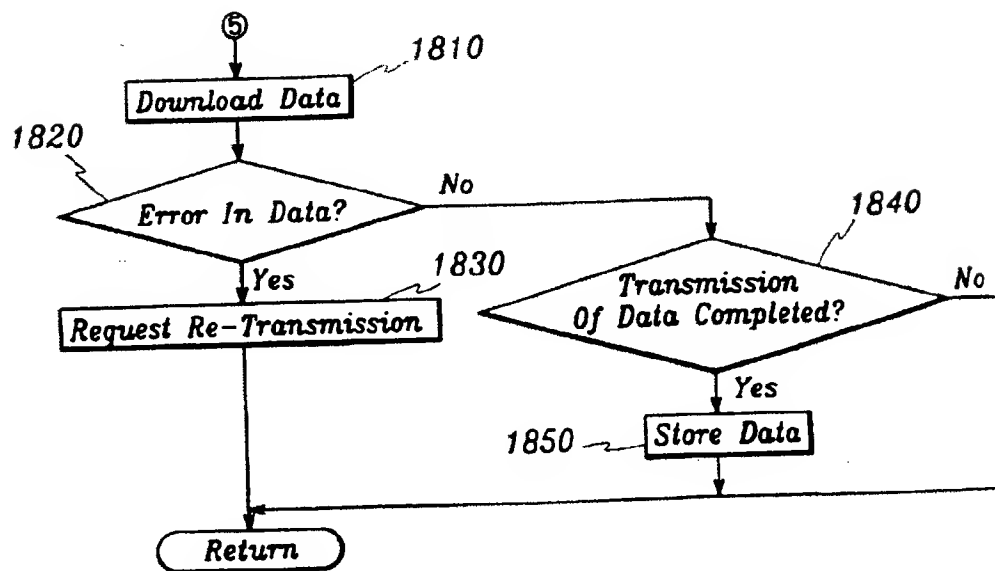 5
1810
Download Data
1820
Error In Data?
No
1840
Yes
1830
Transmission
Of Data Completed?
No
Request Re-Transmission
Yes
1850
Store Data
Return